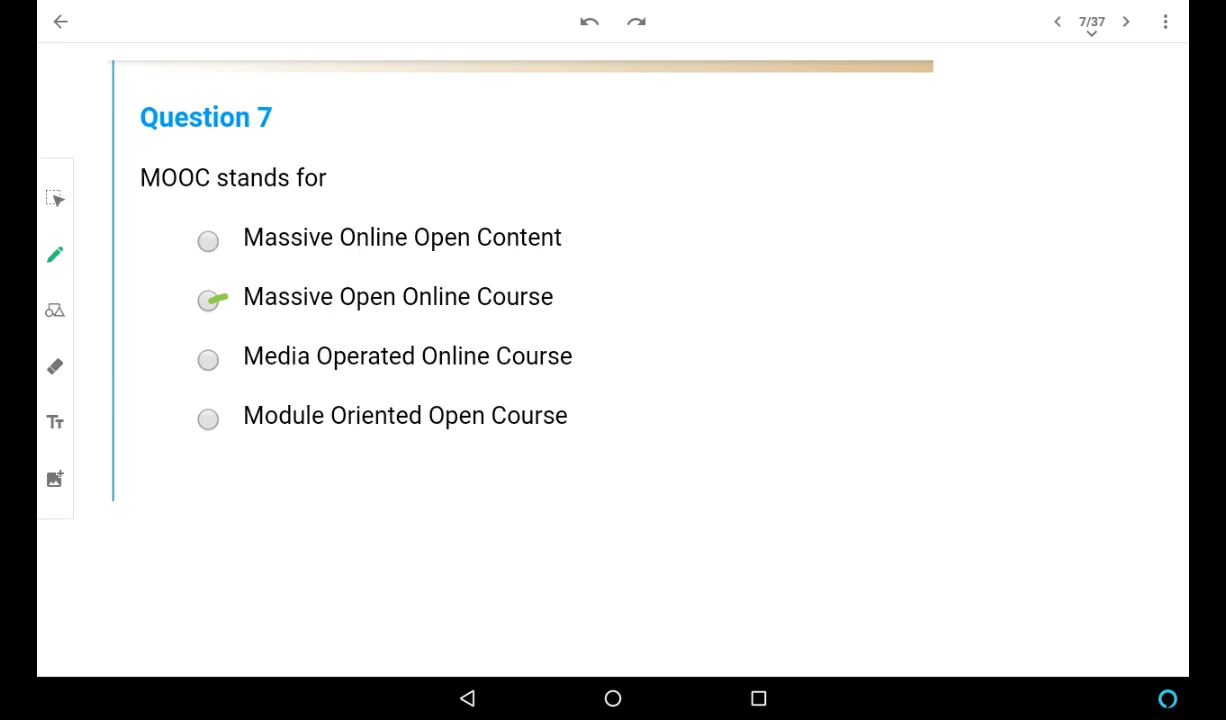 7/37
Question 7
MOOC stands for
Massive Online Open Content
Massive Open Online Course
Media Operated Online Course
Module Oriented Open Course
Tт